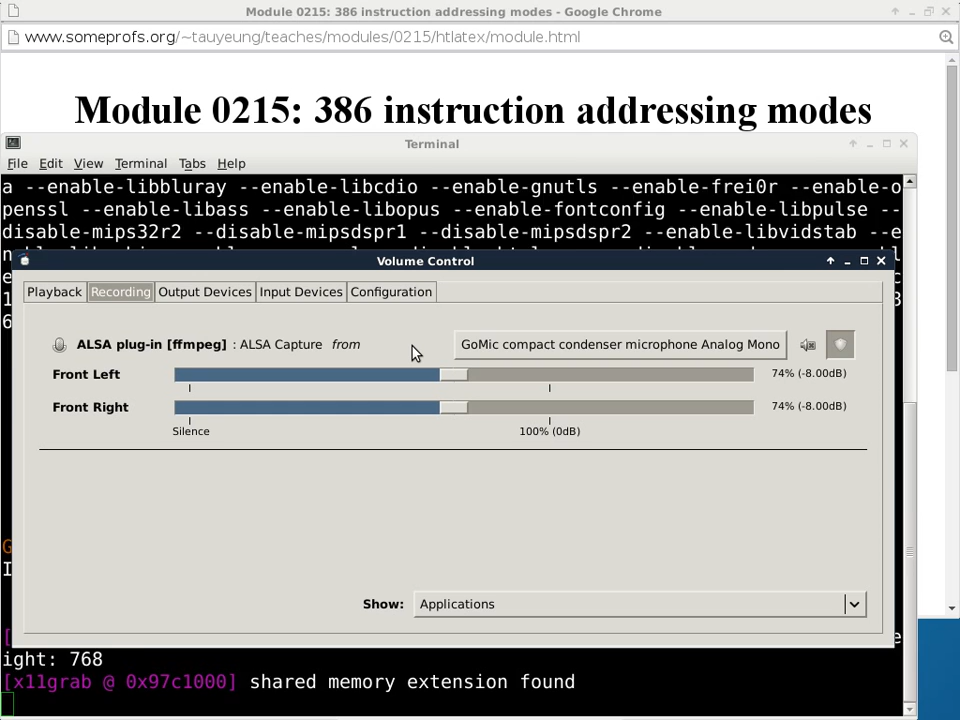 Module 0215: 386 instruction addressing modes - Google Chrome
www.someprofs.org/~tauyeung/teaches/modules/0215/htlatex/module.html
Module 0215: 386 instruction addressing modes
Terminal
File Edit View Terminal Tabs Help
a --enable-libbluray --enable-libcdio --enable-gnutls --enable-frei0r --enable-o
penssl --enable-libass --enable-libopus --enable-fontconfig --enable-libpulse --
disable-mips32r2 --disable-mipsdspr1 --disable-mipsdspr2 --enable-libvidstab --e
Volume Control
Playback Recording Output Devices Input Devices Configuration
ALSA plug-in [ffmpeg] : ALSA Capture from GoMic compact condenser microphone Analog Mono
Front Left 74% (-8.00dB)
Front Right 74% (-8.00dB)
Silence 100% (0dB)
Show: Applications
ight: 768
[x11grab @ 0x97c1000] shared memory extension found